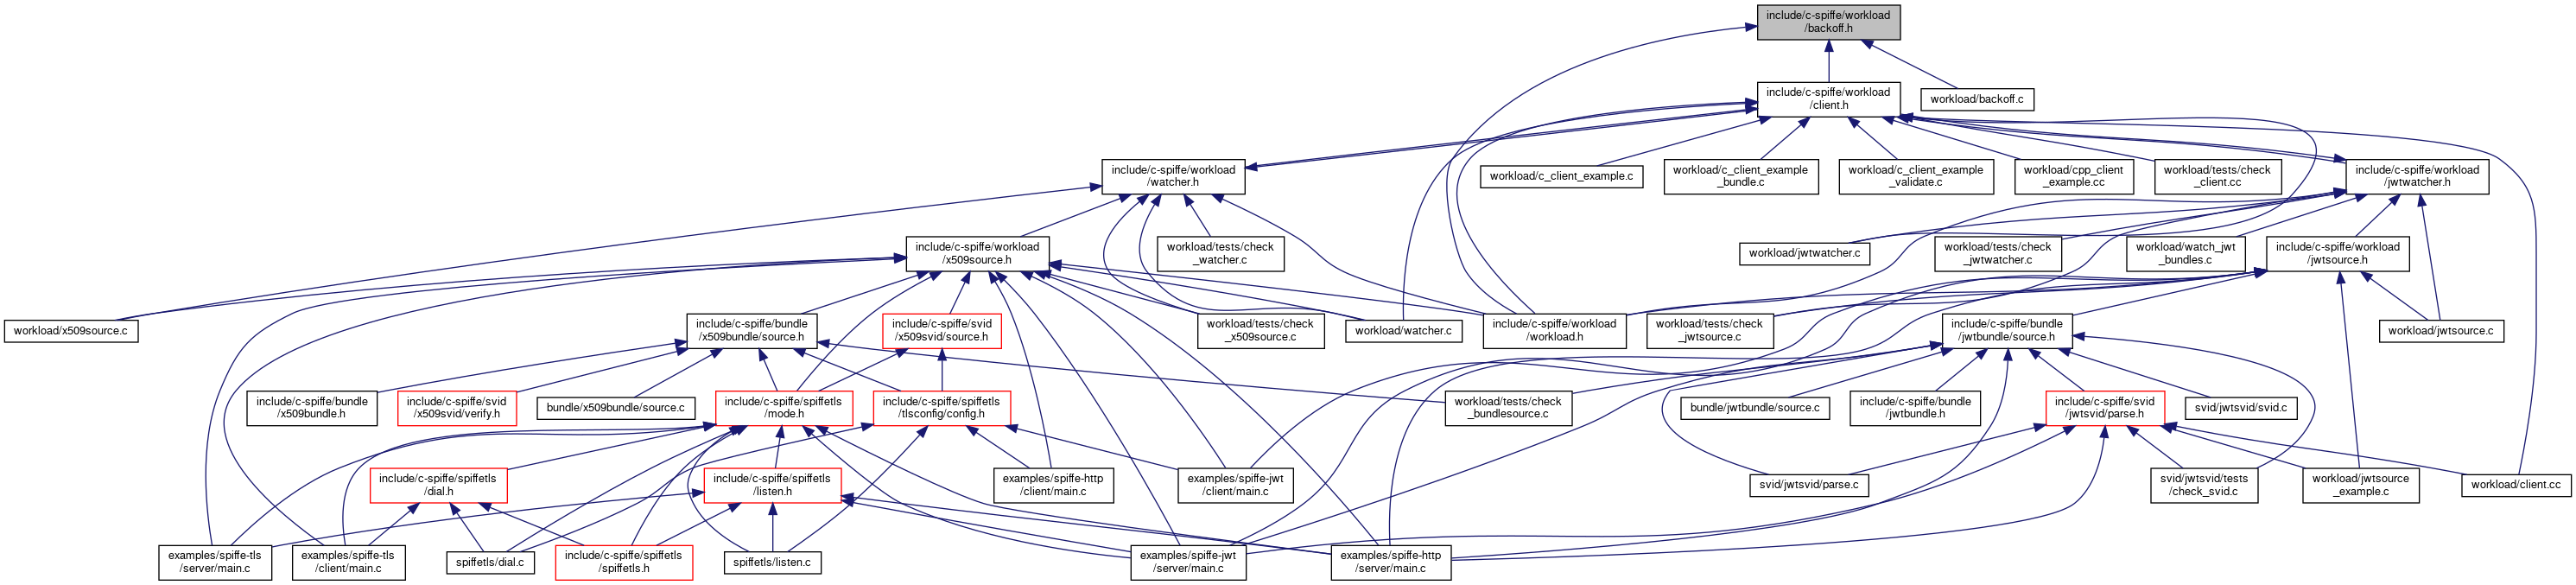 include/c-spiffe/workload
/backoff.h
include/c-spiffe/workload
/client.h
workload/backoff.c
include/c-spiffe/workload
/watcher.h
workload/c_client_example.c
workload/c_client_example
_bundle.c
workload/c_client_example
_validate.c
workload/cpp_client
_example.cc
workload/tests/check
_client.cc
include/c-spiffe/workload
/jwtwatcher.h
include/c-spiffe/workload
/x509source.h
workload/tests/check
_watcher.c
workload/jwtwatcher.c
workload/tests/check
_jwtwatcher.c
workload/watch_jwt
_bundles.c
include/c-spiffe/workload
/jwtsource.h
workload/x509source.c
include/c-spiffe/bundle
/x509bundle/source.h
include/c-spiffe/svid
/x509svid/source.h
workload/tests/check
_x509source.c
workload/watcher.c
include/c-spiffe/workload
/workload.h
workload/tests/check
_jwtsource.c
include/c-spiffe/bundle
/jwtbundle/source.h
workload/jwtsource.c
include/c-spiffe/bundle
/x509bundle.h
include/c-spiffe/svid
/x509svid/verify.h
bundle/x509bundle/source.c
include/c-spiffe/spiffetls
/mode.h
include/c-spiffe/spiffetls
/tlsconfig/config.h
workload/tests/check
_bundlesource.c
bundle/jwtbundle/source.c
include/c-spiffe/bundle
/jwtbundle.h
include/c-spiffe/svid
/jwtsvid/parse.h
svid/jwtsvid/svid.c
include/c-spiffe/spiffetls
/dial.h
include/c-spiffe/spiffetls
/listen.h
examples/spiffe-http
/client/main.c
examples/spiffe-jwt
/client/main.c
svid/jwtsvid/parse.c
svid/jwtsvid/tests
/check_svid.c
workload/jwtsource
_example.c
workload/client.cc
examples/spiffe-tls
/server/main.c
examples/spiffe-tls
/client/main.c
spiffetls/dial.c
include/c-spiffe/spiffetls
/spiffetls.h
spiffetls/listen.c
examples/spiffe-jwt
/server/main.c
examples/spiffe-http
/server/main.c